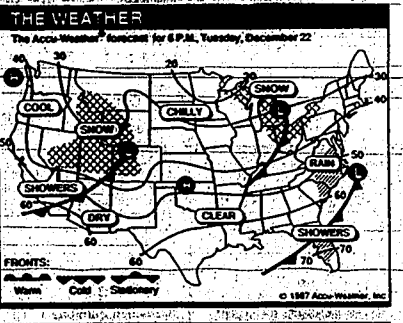 THE WEATHER
The Accu-Weather® forecast for 6 P.M., Tuesday, December 22
40 30
20
20
30
H
SNOW
L
40
COOL
CHILLY
50
SNOW
RAIN
50
L
SHOWERS
H
60
60
DRY
CLEAR
SHOWERS
60
70
60
70
FRONTS:
Warm Cold Stationary
© 1987 Accu-Weather, Inc